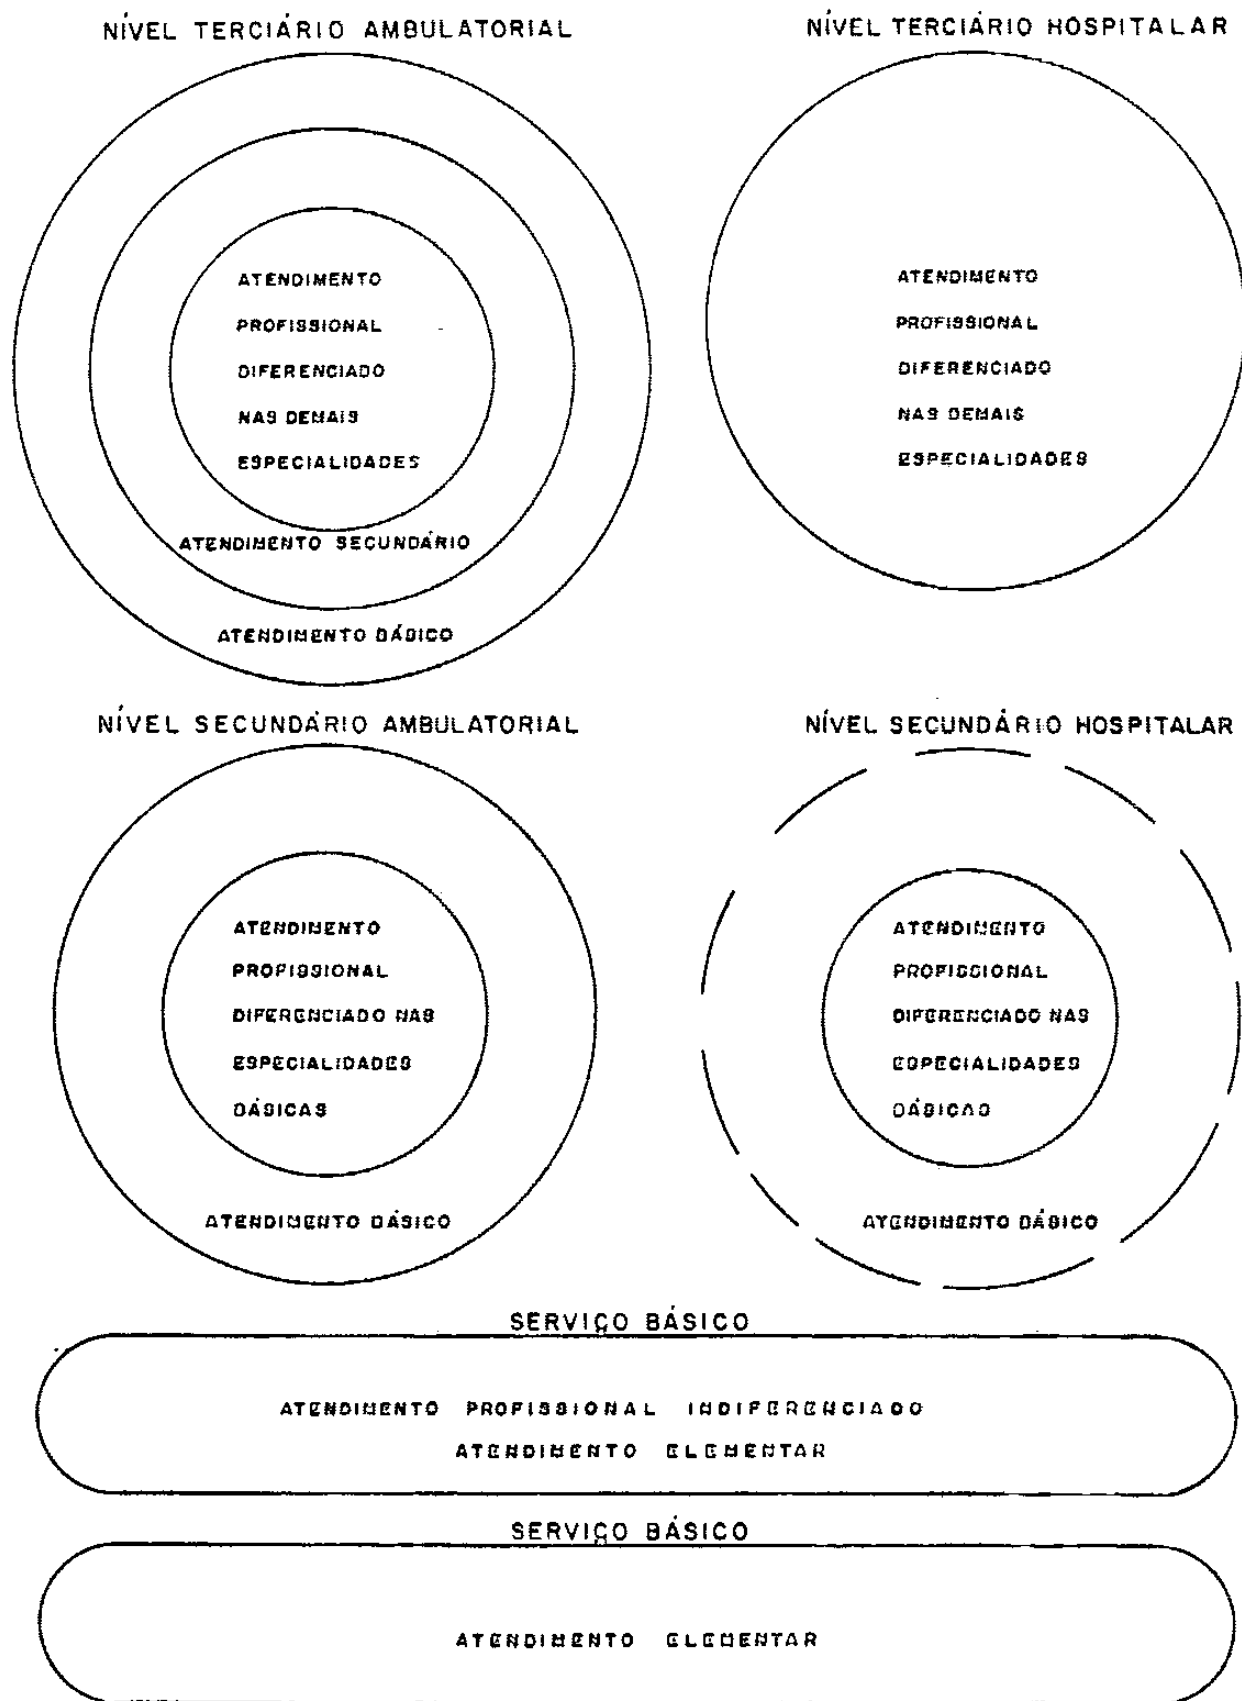 NÍVEL TERCIÁRIO AMBULATORIAL
ATENDIMENTO
PROFISSIONAL
DIFERENCIADO
NAS DEMAIS
ESPECIALIDADES
ATENDIMENTO SECUNDÁRIO
ATENDIMENTO BÁSICO
NÍVEL TERCIÁRIO HOSPITALAR
ATENDIMENTO
PROFISSIONAL
DIFERENCIADO
NAS DEMAIS
ESPECIALIDADES
NÍVEL SECUNDÁRIO AMBULATORIAL
ATENDIMENTO
PROFISSIONAL
DIFERENCIADO NAS
ESPECIALIDADES
BÁSICAS
ATENDIMENTO BÁSICO
NÍVEL SECUNDÁRIO HOSPITALAR
ATENDIMENTO
PROFISSIONAL
DIFERENCIADO NAS
ESPECIALIDADES
BÁSICAS
ATENDIMENTO BÁSICO
SERVIÇO BÁSICO
ATENDIMENTO PROFISSIONAL INDIFERENCIADO
ATENDIMENTO ELEMENTAR
SERVIÇO BÁSICO
ATENDIMENTO ELEMENTAR